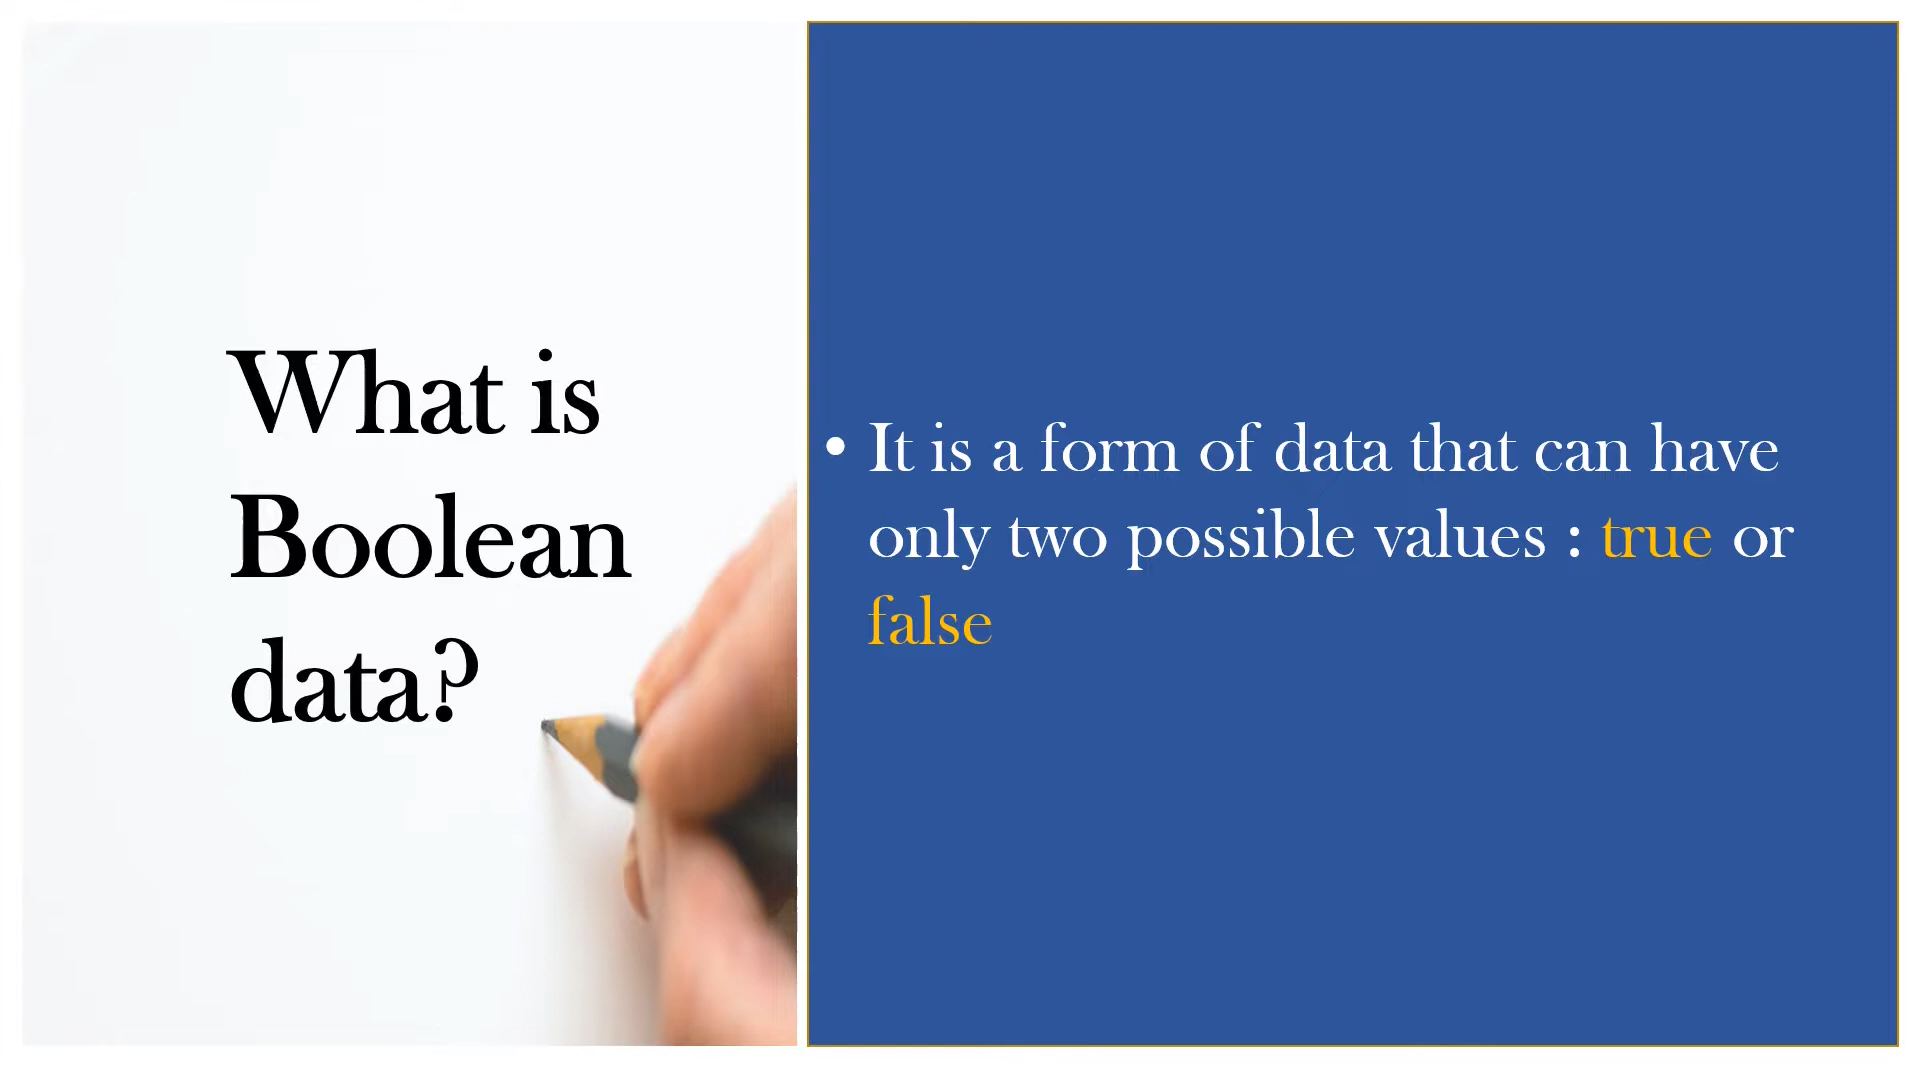 What is
Boolean
data?
• It is a form of data that can have
only two possible values : true or
false